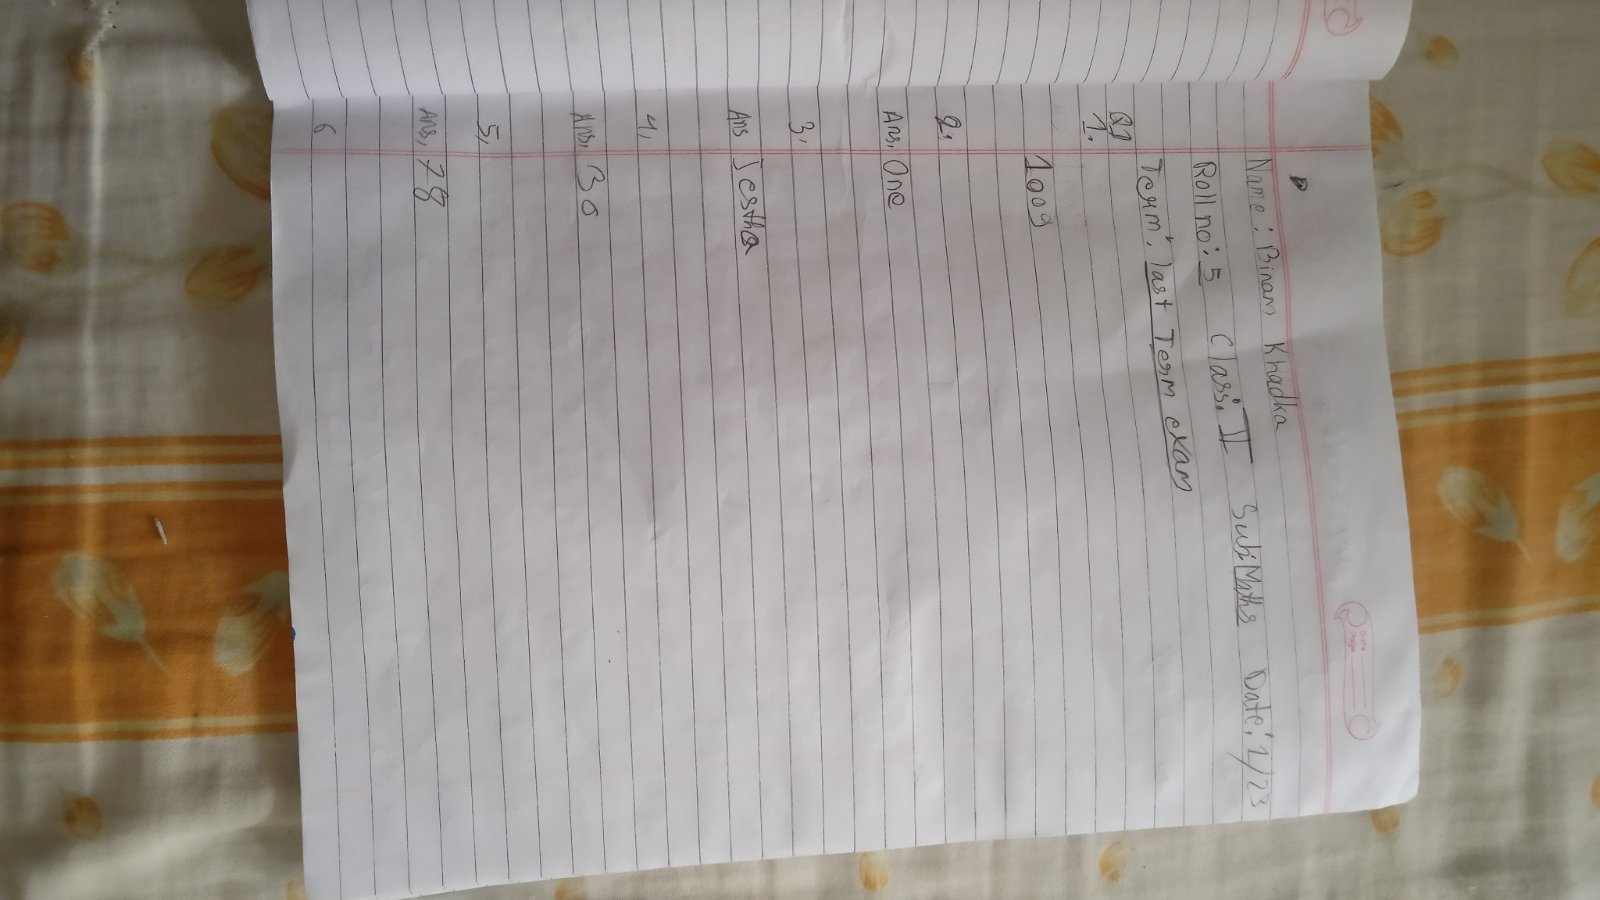 Name: Binam Khadka
Roll no: 5 Class: II Sub: Maths Date: 1/23
Term: last Term exam
Q1
1.
1009
2.
Ans. One
3,
Ans Jestha
4,
Ans. 30
5,
Ans. 78
6